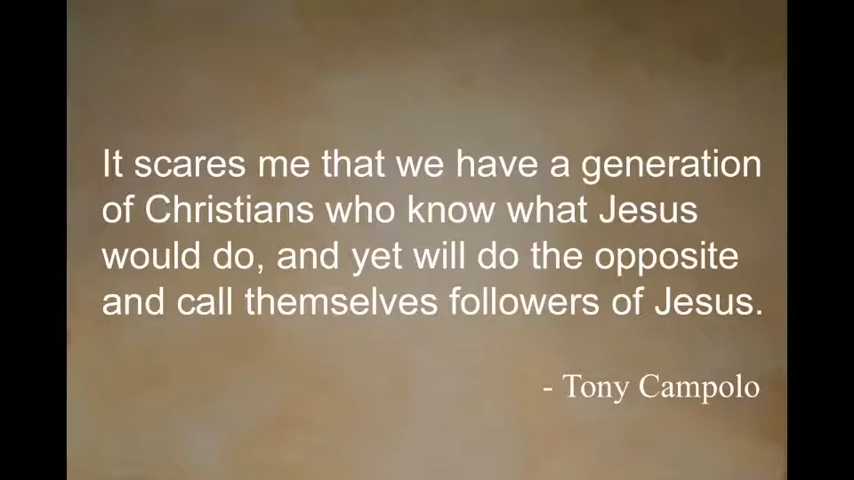 It scares me that we have a generation
of Christians who know what Jesus
would do, and yet will do the opposite
and call themselves followers of Jesus.
- Tony Campolo